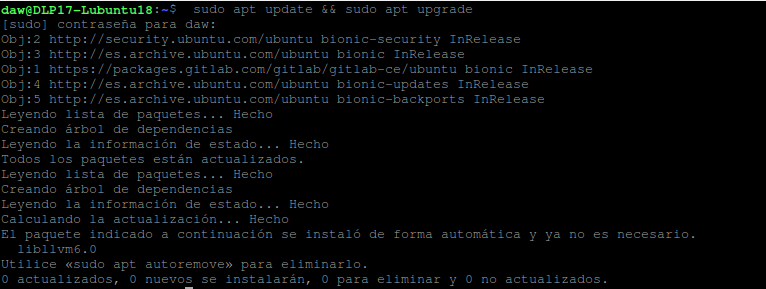 daw@DLP17-Lubuntu18:~$  sudo apt update && sudo apt upgrade
[sudo] contraseña para daw:
Obj:2 http://security.ubuntu.com/ubuntu bionic-security InRelease
Obj:3 http://es.archive.ubuntu.com/ubuntu bionic InRelease
Obj:1 https://packages.gitlab.com/gitlab/gitlab-ce/ubuntu bionic InRelease
Obj:4 http://es.archive.ubuntu.com/ubuntu bionic-updates InRelease
Obj:5 http://es.archive.ubuntu.com/ubuntu bionic-backports InRelease
Leyendo lista de paquetes... Hecho
Creando árbol de dependencias
Leyendo la información de estado... Hecho
Todos los paquetes están actualizados.
Leyendo lista de paquetes... Hecho
Creando árbol de dependencias
Leyendo la información de estado... Hecho
Calculando la actualización... Hecho
El paquete indicado a continuación se instaló de forma automática y ya no es necesario.
  libllvm6.0
Utilice «sudo apt autoremove» para eliminarlo.
0 actualizados, 0 nuevos se instalarán, 0 para eliminar y 0 no actualizados.